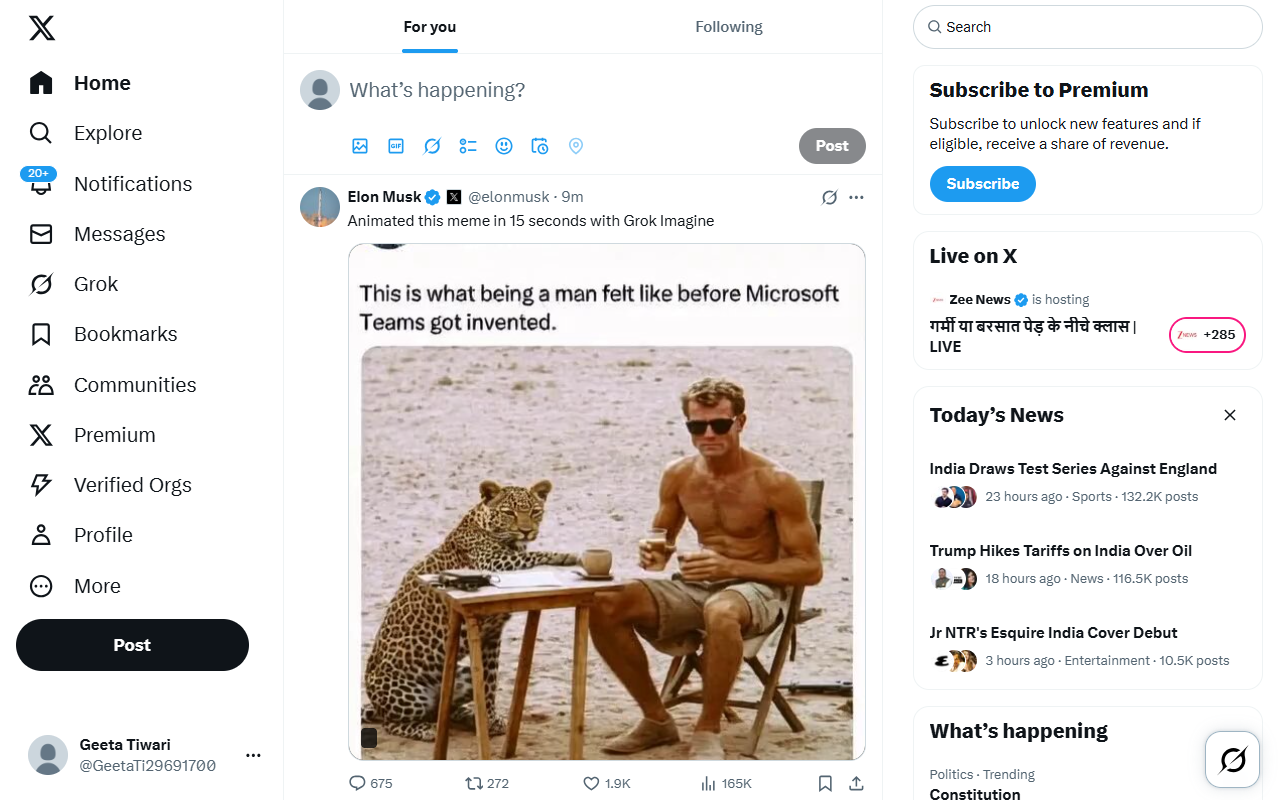 Home
Explore
20+
Notifications
Messages
Grok
Bookmarks
Communities
Premium
Verified Orgs
Profile
More
Post
Geeta Tiwari
@GeetaTi29691700
For you
Following
What's happening?
GIF
Post
Elon Musk @elonmusk · 9m
Animated this meme in 15 seconds with Grok Imagine
This is what being a man felt like before Microsoft
Teams got invented.
675
272
1.9K
165K
Search
Subscribe to Premium
Subscribe to unlock new features and if
eligible, receive a share of revenue.
Subscribe
Live on X
Zee News is hosting
गर्मी या बरसात पेड़ के नीचे क्लास |
LIVE
+285
Today's News
India Draws Test Series Against England
23 hours ago · Sports · 132.2K posts
Trump Hikes Tariffs on India Over Oil
18 hours ago · News · 116.5K posts
Jr NTR's Esquire India Cover Debut
3 hours ago · Entertainment · 10.5K posts
What's happening
Politics · Trending
Constitution